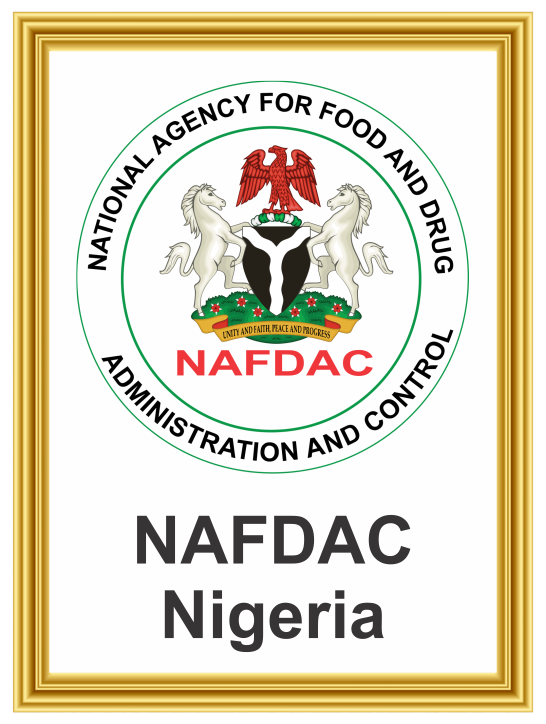 NATIONAL AGENCY FOR FOOD AND DRUG
ADMINISTRATION AND CONTROL
UNITY AND FAITH, PEACE AND PROGRESS
NAFDAC
NAFDAC
Nigeria